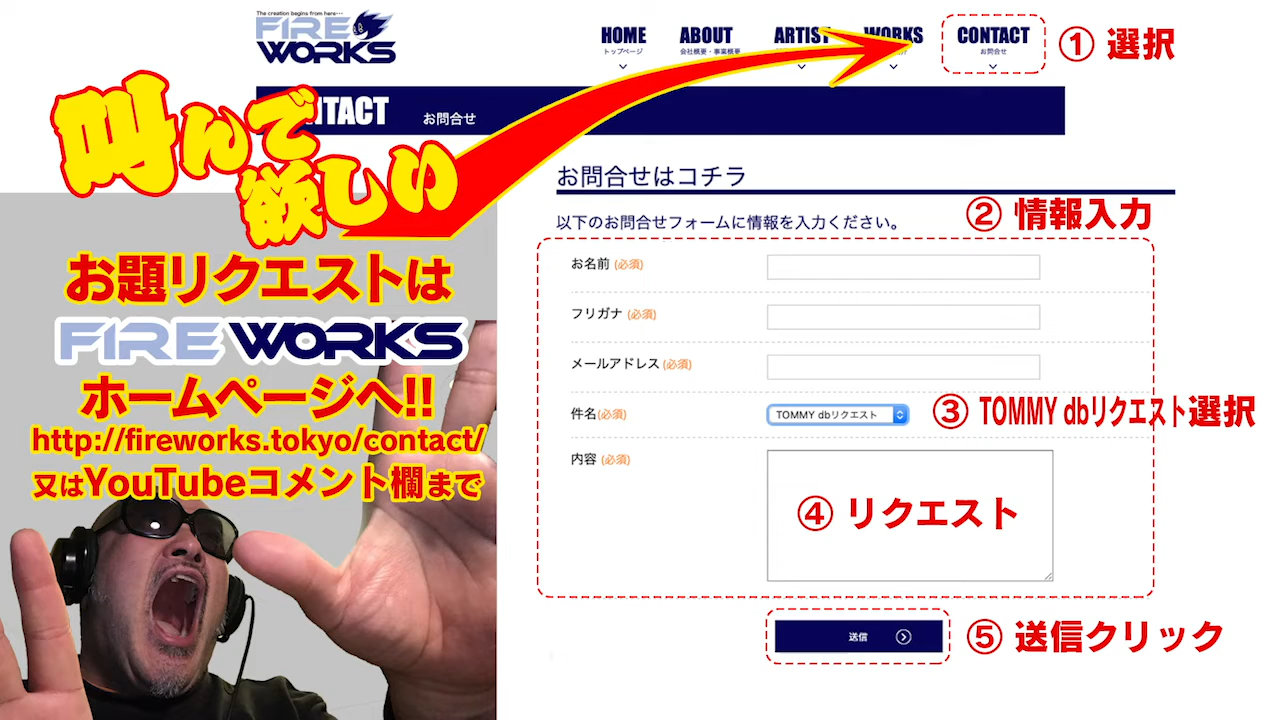 The creation begins from here…
FIRE
WORKS
HOME
トップページ
ABOUT
会社概要・事業概要
ARTIST
WORKS
CONTACT
お問合せ
① 選択
CONTACT
お問合せ
叫んで
欲しい
お題リクエストは
FIRE WORKS
ホームページへ!!
http://fireworks.tokyo/contact/
又はYouTubeコメント欄まで
お問合せはコチラ
以下のお問合せフォームに情報を入力ください。
② 情報入力
お名前 (必須)
フリガナ (必須)
メールアドレス (必須)
件名(必須)
TOMMY dbリクエスト
③ TOMMY dbリクエスト選択
内容 (必須)
④ リクエスト
送信
⑤ 送信クリック